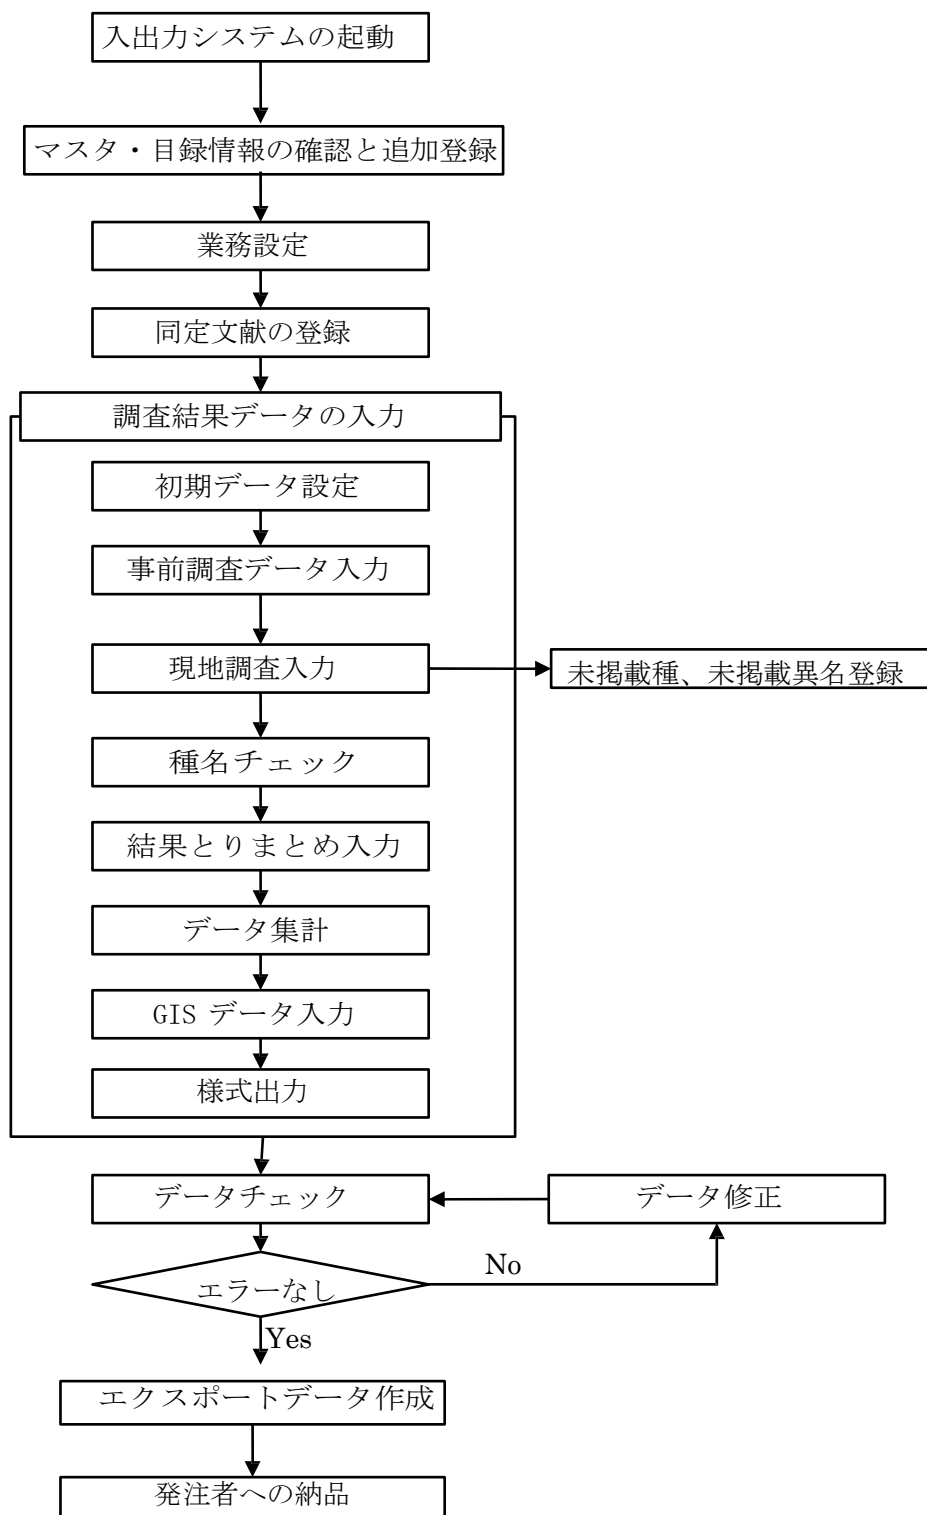 入出力システムの起動
マスタ・目録情報の確認と追加登録
業務設定
同定文献の登録
調査結果データの入力
初期データ設定
事前調査データ入力
現地調査入力
未掲載種、未掲載異名登録
種名チェック
結果とりまとめ入力
データ集計
GIS データ入力
様式出力
データチェック
データ修正
エラーなし
No
Yes
エクスポートデータ作成
発注者への納品